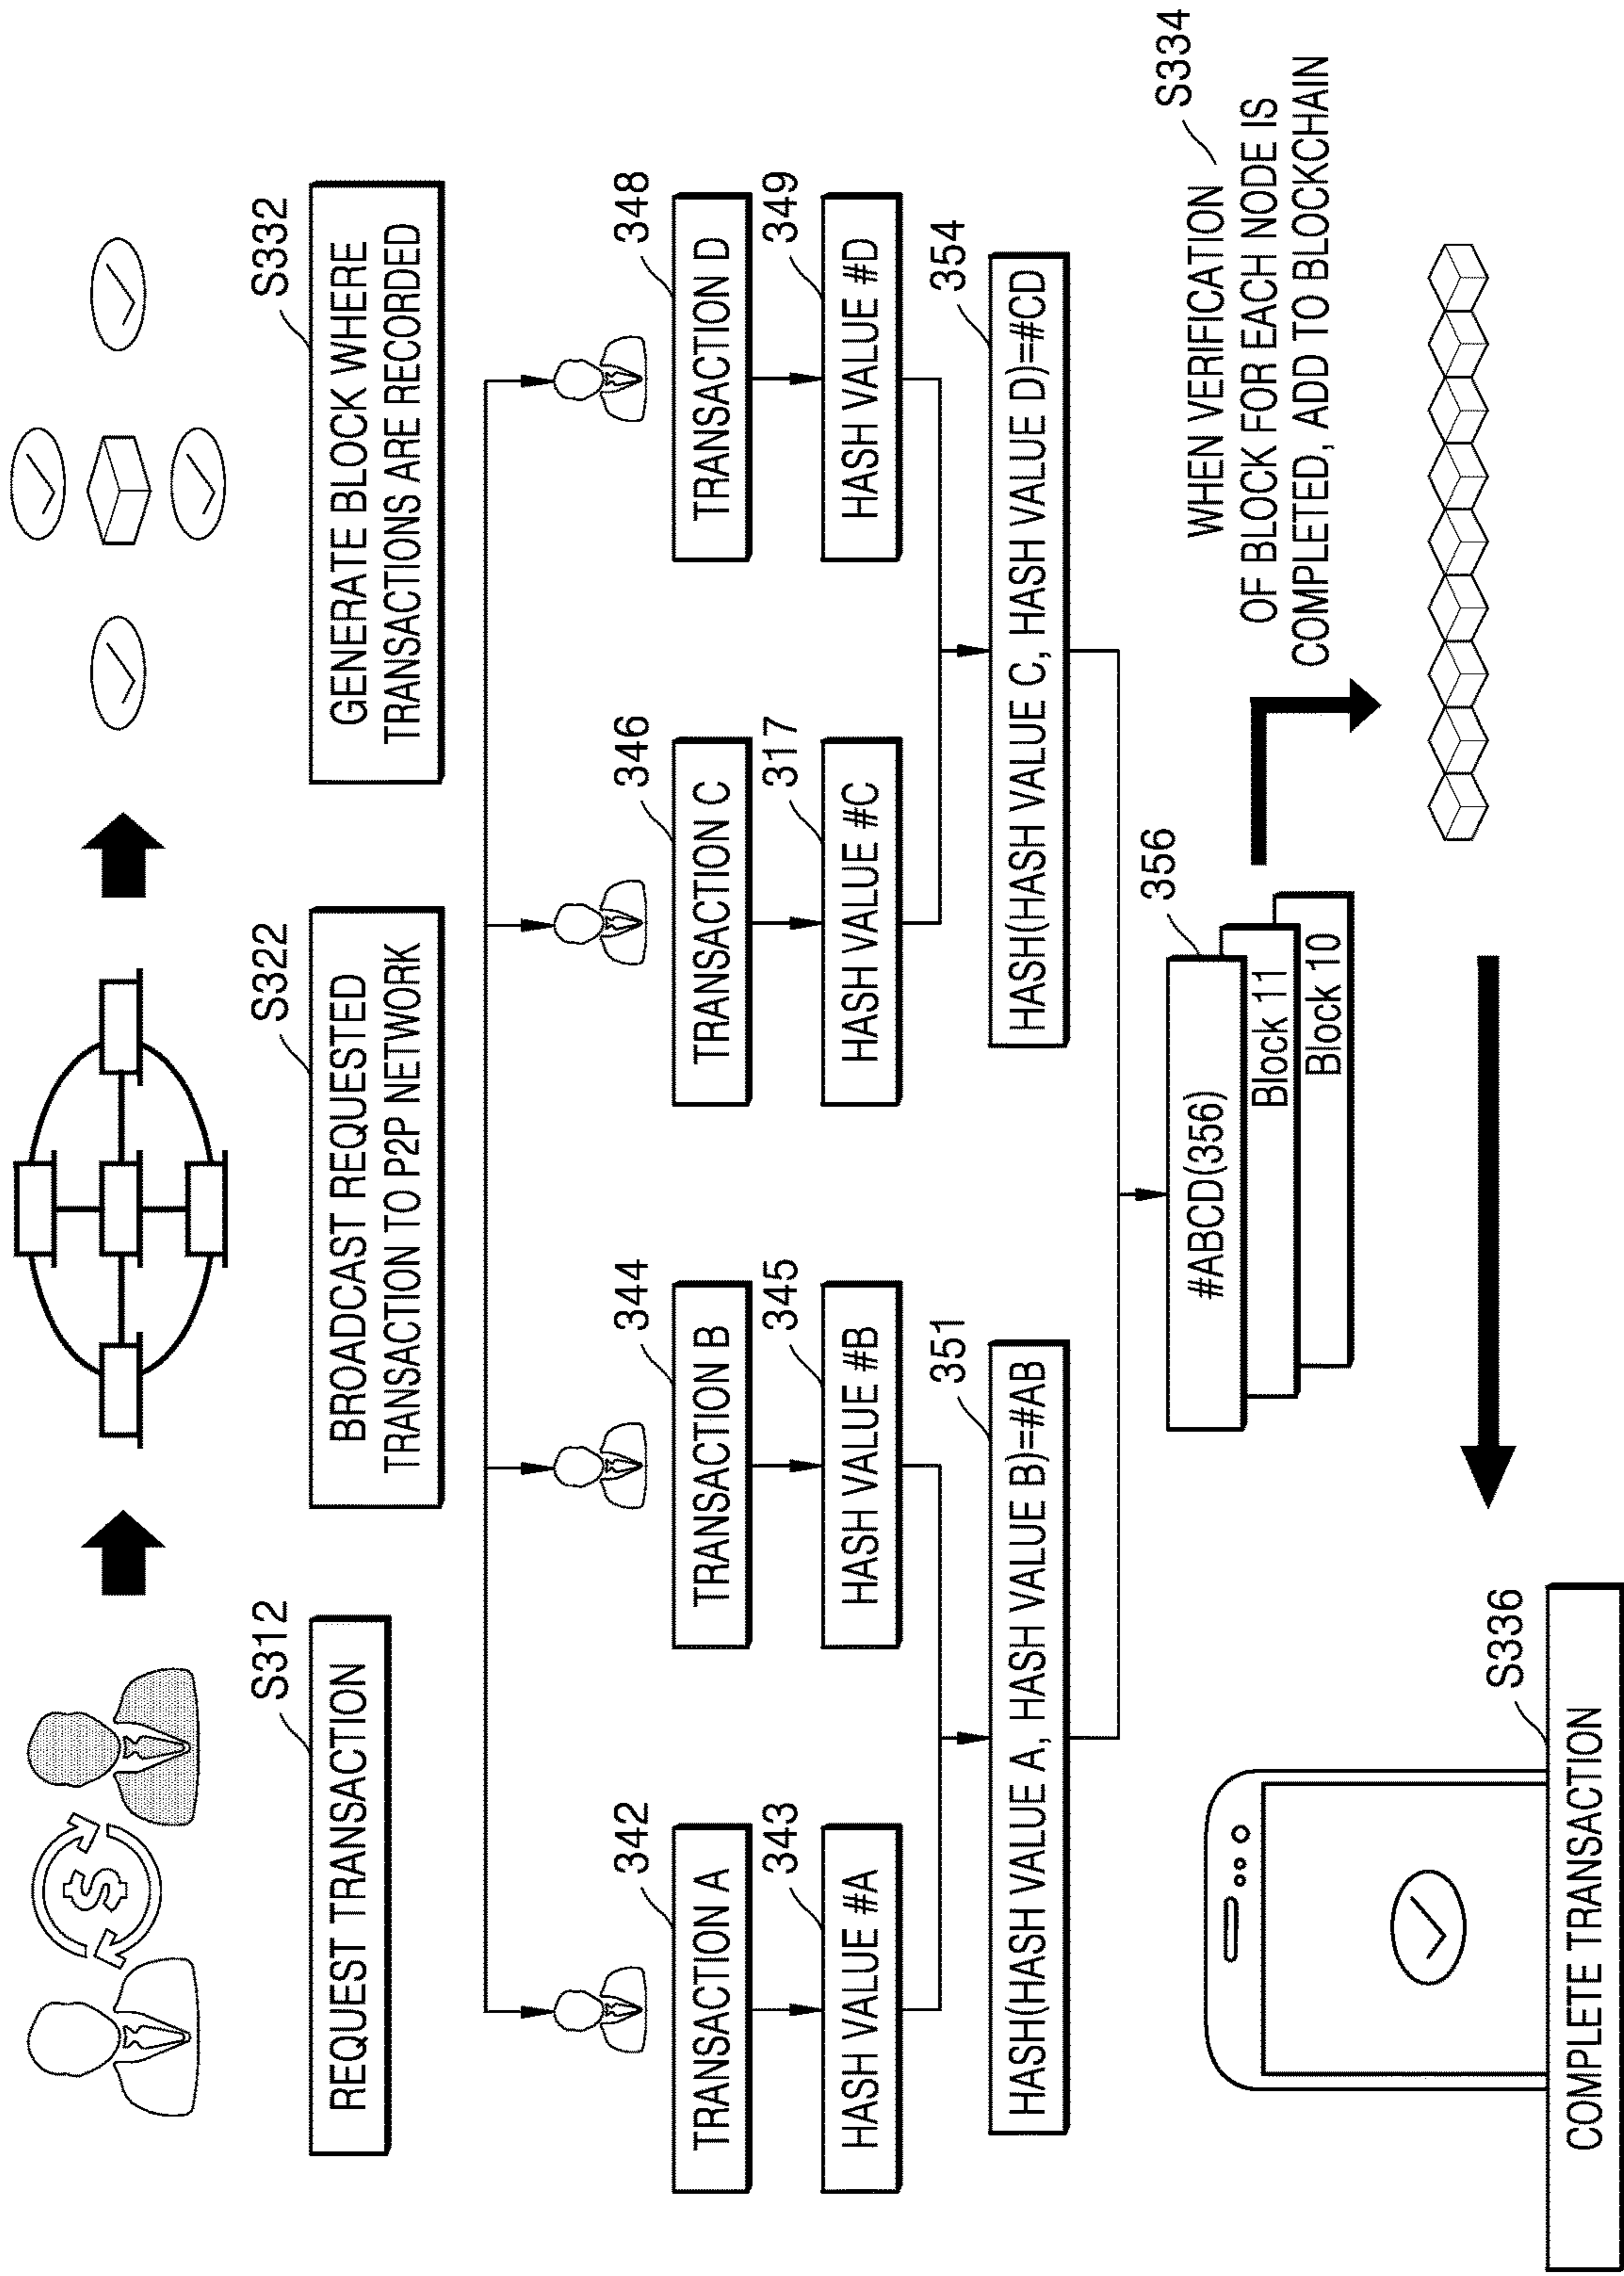 S312
REQUEST TRANSACTION
S322
BROADCAST REQUESTED
TRANSACTION TO P2P NETWORK
S332
GENERATE BLOCK WHERE
TRANSACTIONS ARE RECORDED
$
342
TRANSACTION A
344
TRANSACTION B
346
TRANSACTION C
348
TRANSACTION D
343
HASH VALUE #A
345
HASH VALUE #B
317
HASH VALUE #C
349
HASH VALUE #D
351
HASH(HASH VALUE A, HASH VALUE B)=#AB
354
HASH(HASH VALUE C, HASH VALUE D)=#CD
356
#ABCD(356)
Block 11
Block 10
S334
WHEN VERIFICATION
OF BLOCK FOR EACH NODE IS
COMPLETED, ADD TO BLOCKCHAIN
S336
COMPLETE TRANSACTION